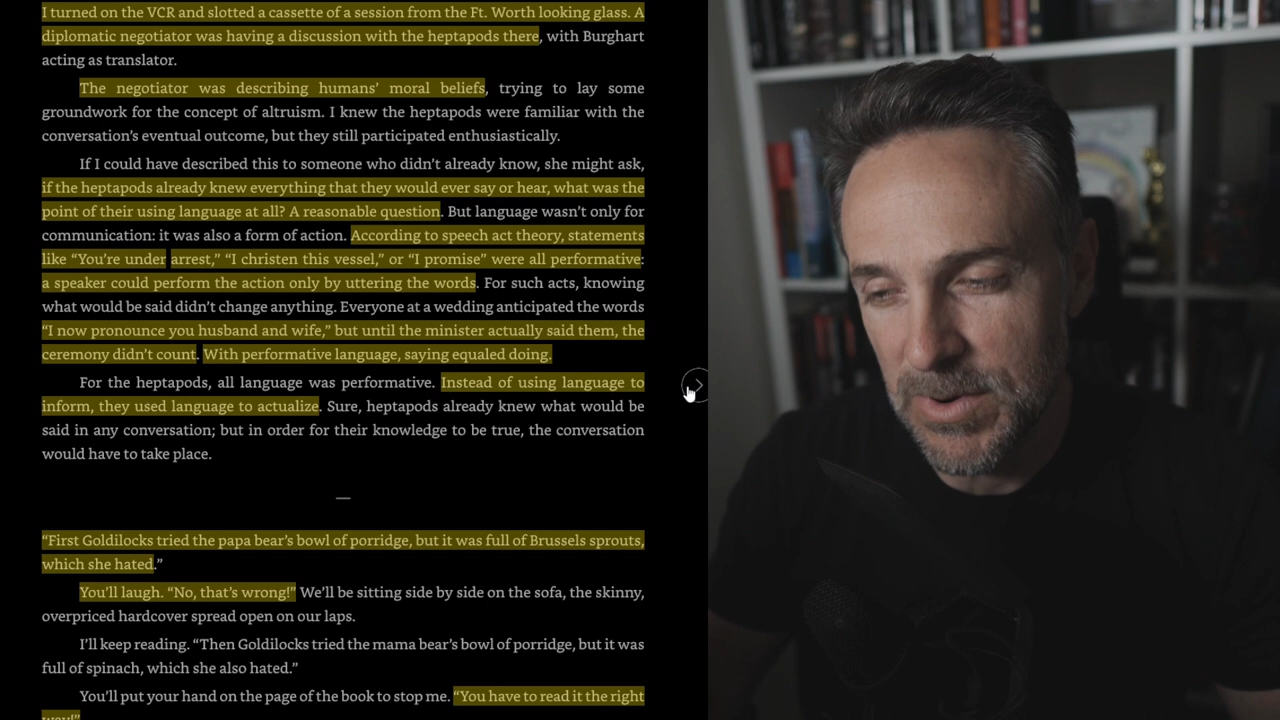 I turned on the VCR and slotted a cassette of a session from the Ft. Worth looking glass. A
diplomatic negotiator was having a discussion with the heptapods there, with Burghart
acting as translator.
The negotiator was describing humans’ moral beliefs, trying to lay some
groundwork for the concept of altruism. I knew the heptapods were familiar with the
conversation’s eventual outcome, but they still participated enthusiastically.
If I could have described this to someone who didn’t already know, she might ask,
if the heptapods already knew everything that they would ever say or hear, what was the
point of their using language at all? A reasonable question. But language wasn’t only for
communication: it was also a form of action. According to speech act theory, statements
like “You’re under arrest,” “I christen this vessel,” or “I promise” were all performative:
a speaker could perform the action only by uttering the words. For such acts, knowing
what would be said didn’t change anything. Everyone at a wedding anticipated the words
“I now pronounce you husband and wife,” but until the minister actually said them, the
ceremony didn’t count. With performative language, saying equaled doing.
For the heptapods, all language was performative. Instead of using language to
inform, they used language to actualize. Sure, heptapods already knew what would be
said in any conversation; but in order for their knowledge to be true, the conversation
would have to take place.
—
“First Goldilocks tried the papa bear’s bowl of porridge, but it was full of Brussels sprouts,
which she hated.”
You’ll laugh. “No, that’s wrong!” We’ll be sitting side by side on the sofa, the skinny,
overpriced hardcover spread open on our laps.
I’ll keep reading. “Then Goldilocks tried the mama bear’s bowl of porridge, but it was
full of spinach, which she also hated.”
You’ll put your hand on the page of the book to stop me. “You have to read it the right
way!”